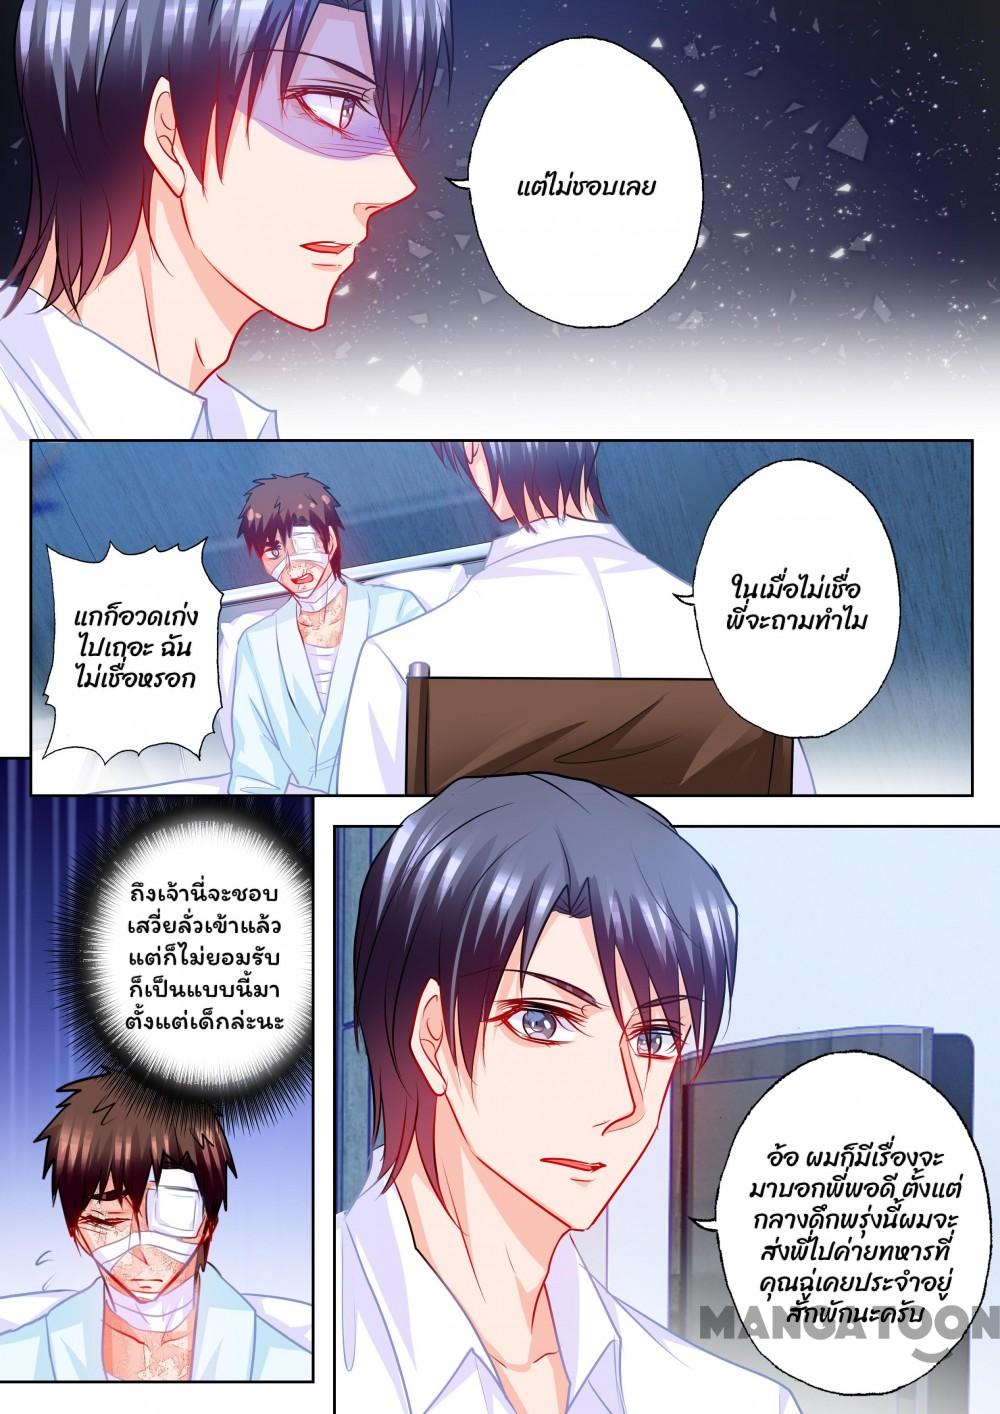 แต่ไม่ชอบเลย
แกก็อวดเก่ง
ไปเถอะ ฉัน
ไม่เชื่อหรอก
ในเมื่อไม่เชื่อ
พี่จะถามทำไม
ถึงเจ้านี่จะชอบ
เสวี่ยลั่วเข้าแล้ว
แต่ก็ไม่ยอมรับ
ก็เป็นแบบนี้มา
ตั้งแต่เด็กล่ะนะ
อ้อ ผมก็มีเรื่องจะ
มาบอกพี่พอดี ตั้งแต่
กลางดึกพรุ่งนี้ผมจะ
ส่งพี่ไปค่ายทหารที่
คุณฉู่เคยประจำอยู่
สักพักนะครับ
MANGATOON